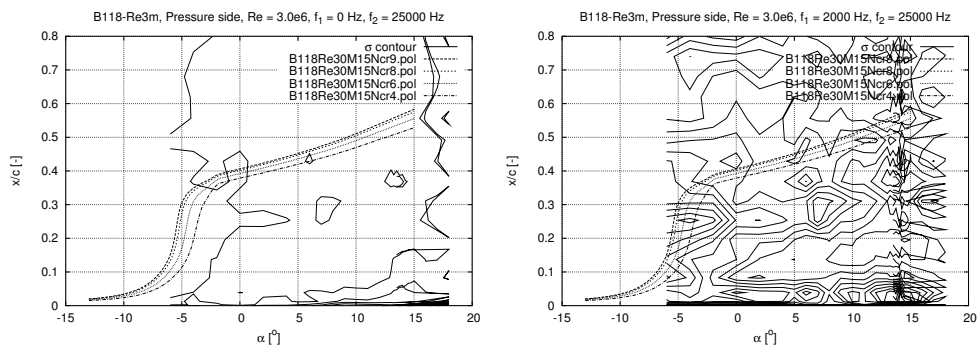 B118-Re3m, Pressure side, Re = 3.0e6, f₁ = 0 Hz, f₂ = 25000 Hz
σ contour
B118Re30M15Ncr9.pol
B118Re30M15Ncr8.pol
B118Re30M15Ncr6.pol
B118Re30M15Ncr4.pol
x/c [-]
0.8
0.7
0.6
0.5
0.4
0.3
0.2
0.1
0
-15 -10 -5 0 5 10 15 20
α [°]
B118-Re3m, Pressure side, Re = 3.0e6, f₁ = 2000 Hz, f₂ = 25000 Hz
σ contour
B118Re30M15Ncr9.pol
B118Re30M15Ncr8.pol
B118Re30M15Ncr6.pol
B118Re30M15Ncr4.pol
x/c [-]
0.8
0.7
0.6
0.5
0.4
0.3
0.2
0.1
0
-15 -10 -5 0 5 10 15 20
α [°]